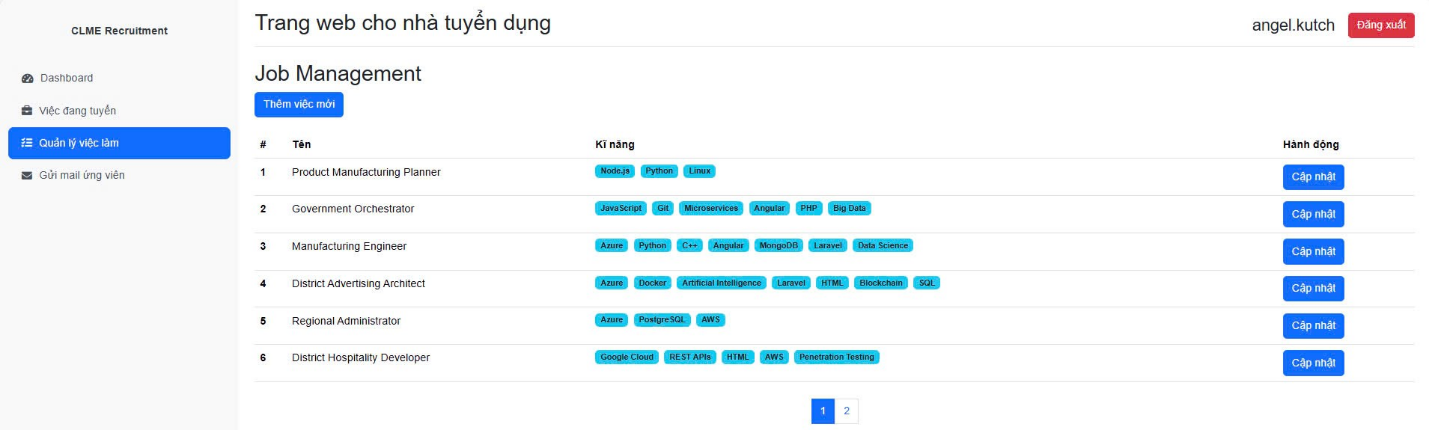 CLME Recruitment
Dashboard
Việc đang tuyển
Quản lý việc làm
Gửi mail ứng viên
Trang web cho nhà tuyển dụng
angel.kutch Đăng xuất
Job Management
Thêm việc mới
# Tên Kĩ năng Hành động
1 Product Manufacturing Planner Node.js Python Linux Cập nhật
2 Government Orchestrator JavaScript Git Microservices Angular PHP Big Data Cập nhật
3 Manufacturing Engineer Azure Python C++ Angular MongoDB Laravel Data Science Cập nhật
4 District Advertising Architect Azure Docker Artificial Intelligence Laravel HTML Blockchain SQL Cập nhật
5 Regional Administrator Azure PostgreSQL AWS Cập nhật
6 District Hospitality Developer Google Cloud REST APIs HTML AWS Penetration Testing Cập nhật
1 2